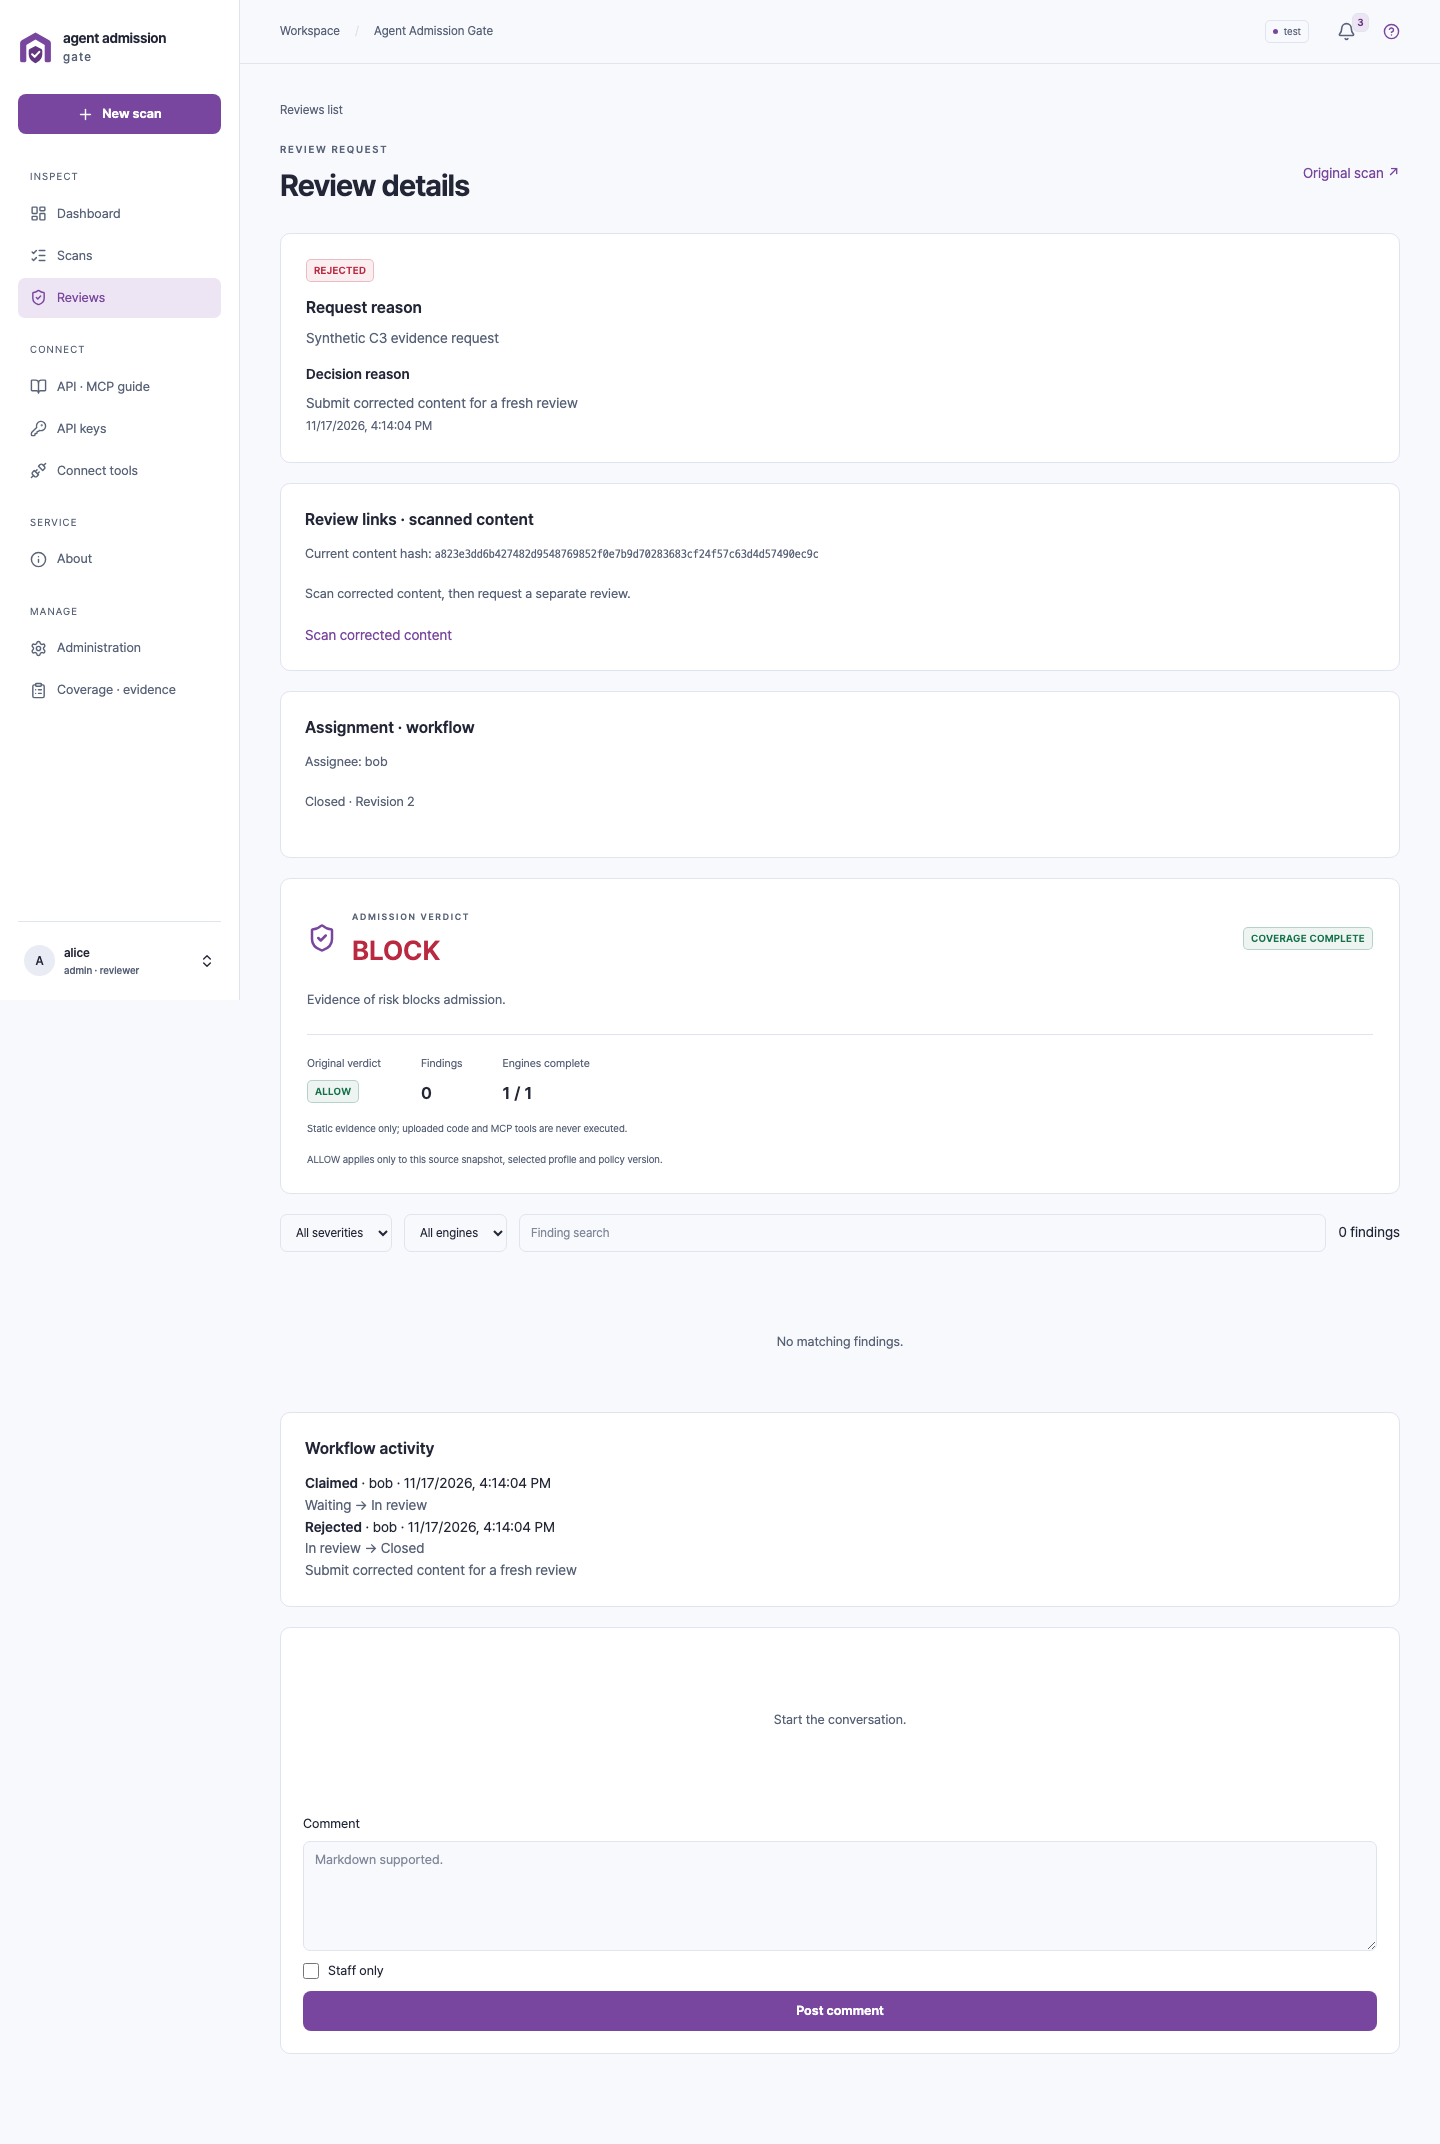 agent admission
gate
New scan
INSPECT
Dashboard
Scans
Reviews
CONNECT
API · MCP guide
API keys
Connect tools
SERVICE
About
MANAGE
Administration
Coverage · evidence
A
alice
admin · reviewer
Workspace / Agent Admission Gate
test
3
Reviews list
REVIEW REQUEST
Review details
Original scan ↗
REJECTED
Request reason
Synthetic C3 evidence request
Decision reason
Submit corrected content for a fresh review
11/17/2026, 4:14:04 PM
Review links · scanned content
Current content hash: a823e3dd6b427482d9548769852f0e7b9d70283683cf24f57c63d4d57490ec9c
Scan corrected content, then request a separate review.
Scan corrected content
Assignment · workflow
Assignee: bob
Closed · Revision 2
ADMISSION VERDICT
BLOCK
COVERAGE COMPLETE
Evidence of risk blocks admission.
Original verdict
ALLOW
Findings
0
Engines complete
1 / 1
Static evidence only; uploaded code and MCP tools are never executed.
ALLOW applies only to this source snapshot, selected profile and policy version.
All severities
All engines
Finding search
0 findings
No matching findings.
Workflow activity
Claimed · bob · 11/17/2026, 4:14:04 PM
Waiting → In review
Rejected · bob · 11/17/2026, 4:14:04 PM
In review → Closed
Submit corrected content for a fresh review
Start the conversation.
Comment
Markdown supported.
Staff only
Post comment